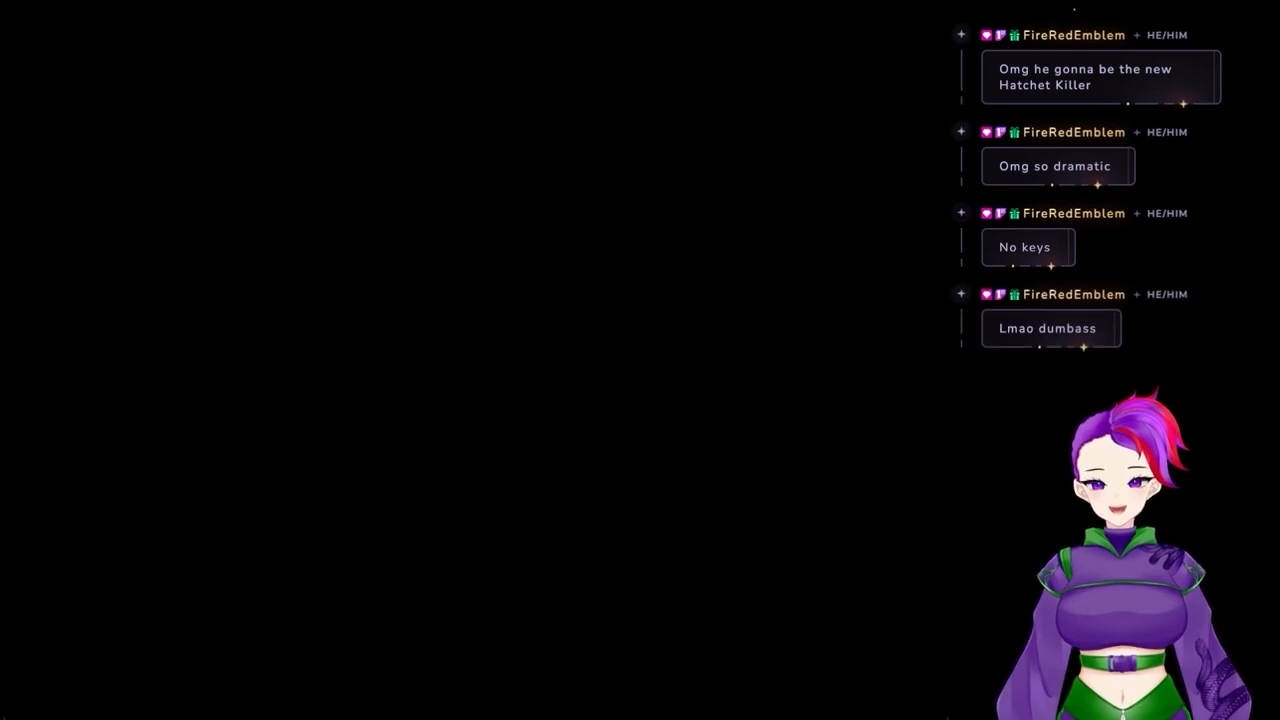 FireRedEmblem + HE/HIM
Omg he gonna be the new
Hatchet Killer
FireRedEmblem + HE/HIM
Omg so dramatic
FireRedEmblem + HE/HIM
No keys
FireRedEmblem + HE/HIM
Lmao dumbass